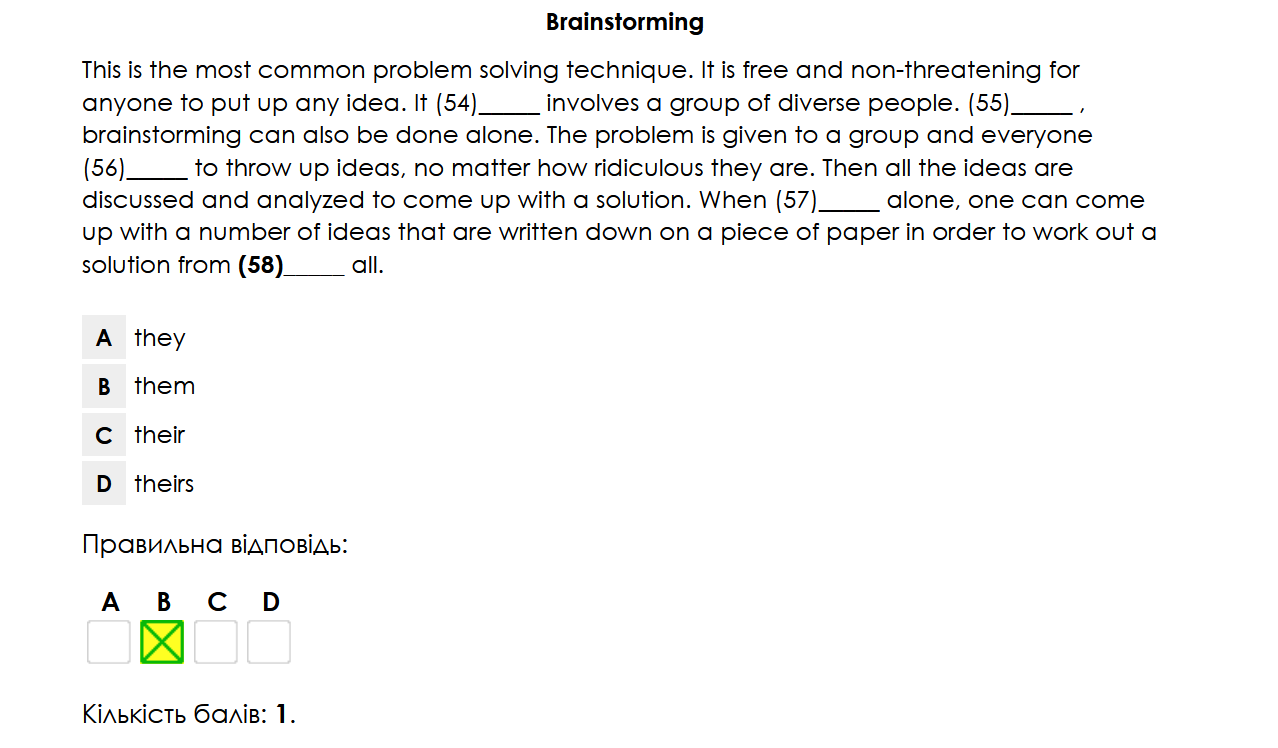 Brainstorming
This is the most common problem solving technique. It is free and non-threatening for
anyone to put up any idea. It (54)_____ involves a group of diverse people. (55)_____ ,
brainstorming can also be done alone. The problem is given to a group and everyone
(56)_____ to throw up ideas, no matter how ridiculous they are. Then all the ideas are
discussed and analyzed to come up with a solution. When (57)_____ alone, one can come
up with a number of ideas that are written down on a piece of paper in order to work out a
solution from (58)_____ all.
A they
B them
C their
D theirs
Правильна відповідь:
A B C D
Кількість балів: 1.